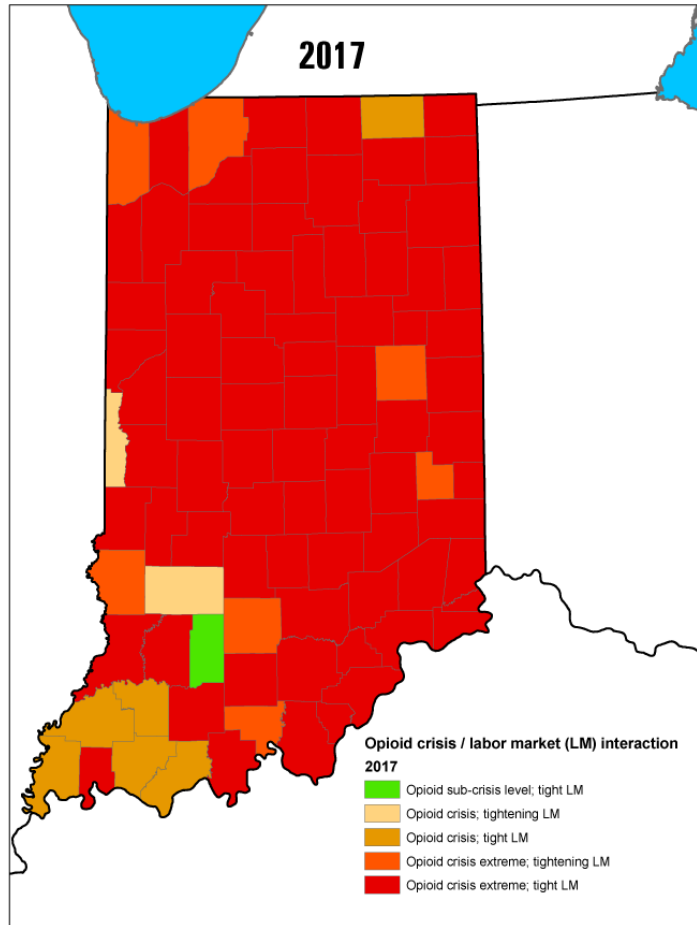 2017
Opioid crisis / labor market (LM) interaction
2017
Opioid sub-crisis level; tight LM
Opioid crisis; tightening LM
Opioid crisis; tight LM
Opioid crisis extreme; tightening LM
Opioid crisis extreme; tight LM